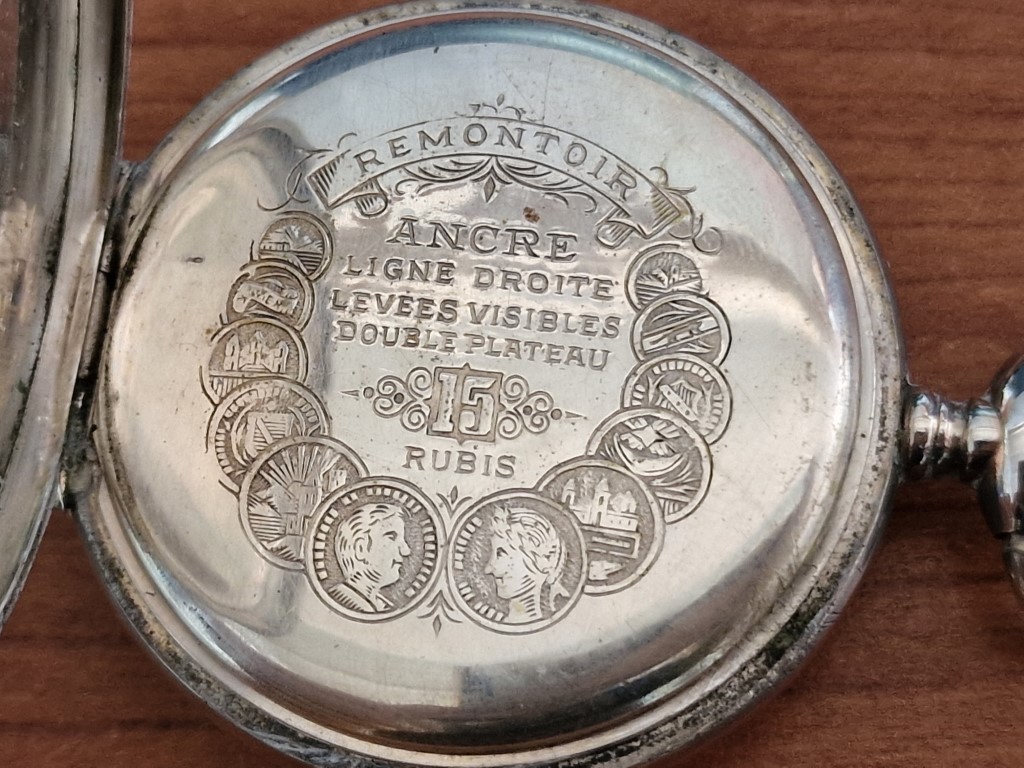 REMONTOIR
ANCRE
LIGNE DROITE
LEVÉES VISIBLES
DOUBLE PLATEAU
15
RUBIS